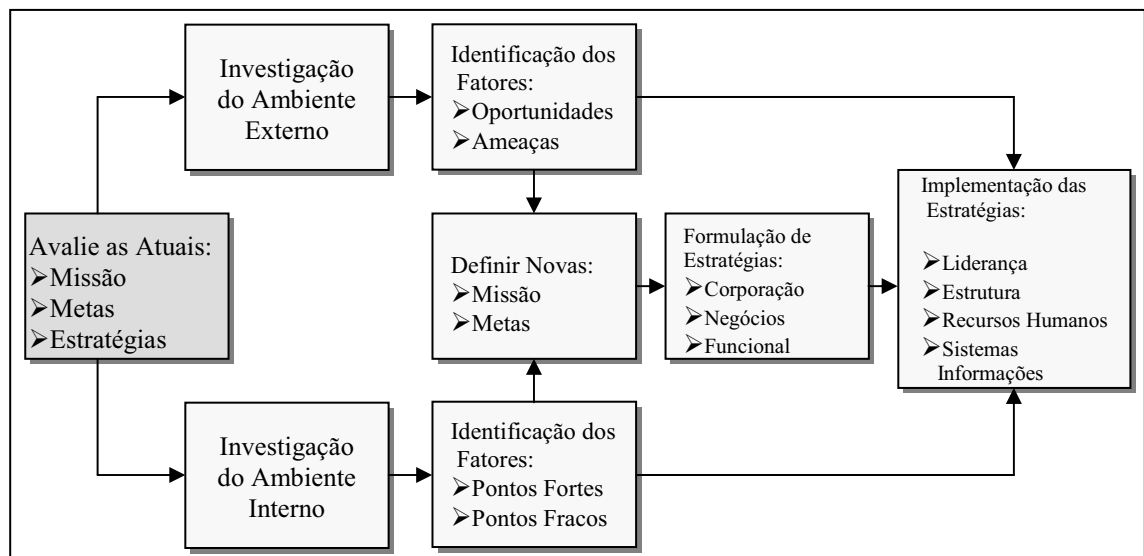 Investigação
do Ambiente
Externo
Identificação dos
Fatores:
➢Oportunidades
➢Ameaças
Avalie as Atuais:
➢Missão
➢Metas
➢Estratégias
Definir Novas:
➢Missão
➢Metas
Formulação de
Estratégias:
➢Corporação
➢Negócios
➢Funcional
Implementação das
Estratégias:
➢Liderança
➢Estrutura
➢Recursos Humanos
➢Sistemas
Informações
Investigação
do Ambiente
Interno
Identificação dos
Fatores:
➢Pontos Fortes
➢Pontos Fracos